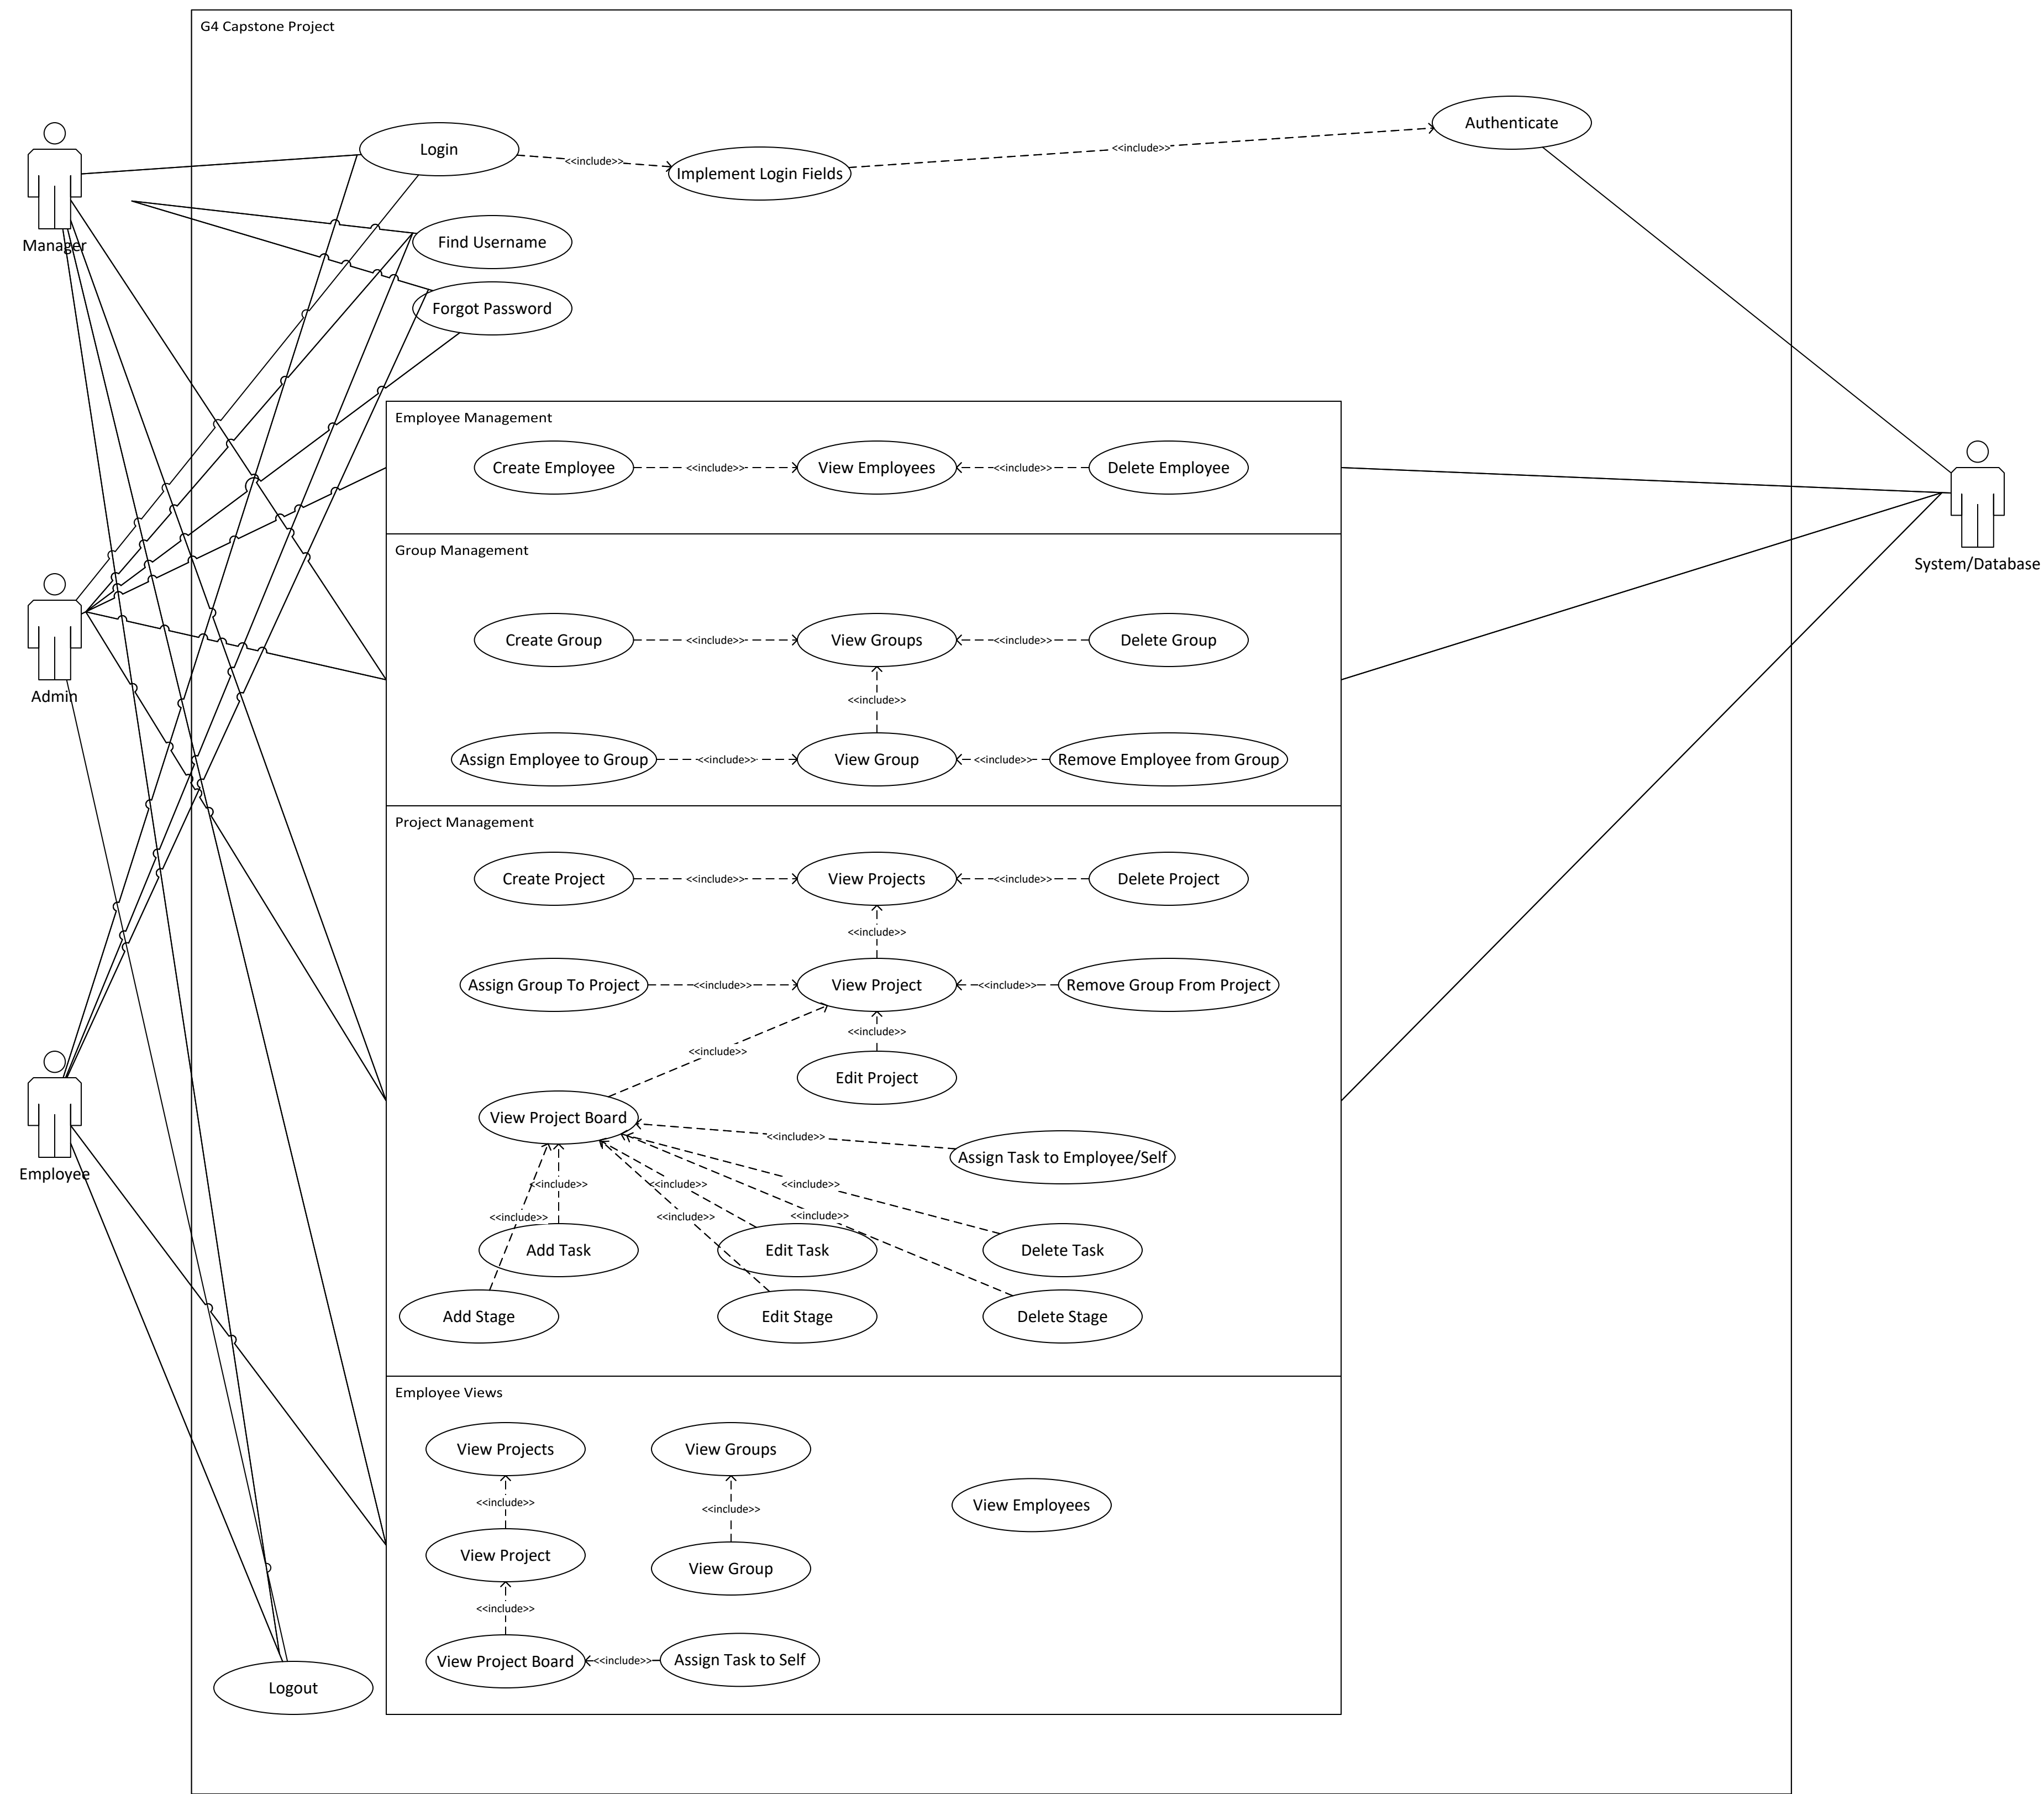 G4 Capstone Project
Login
<<include>>
Implement Login Fields
<<include>>
Authenticate
Manager
Find Username
Forgot Password
Employee Management
Create Employee
<<include>>
View Employees
<<include>>
Delete Employee
System/Database
Group Management
Create Group
<<include>>
View Groups
<<include>>
Delete Group
Admin
<<include>>
Assign Employee to Group
<<include>>
View Group
<<include>>
Remove Employee from Group
Project Management
Create Project
<<include>>
View Projects
<<include>>
Delete Project
<<include>>
Assign Group To Project
<<include>>
View Project
<<include>>
Remove Group From Project
<<include>>
<<include>>
Edit Project
View Project Board
<<include>>
Assign Task to Employee/Self
Employee
<<include>>
<<include>>
<<include>>
<<include>>
<<include>>
<<include>>
Add Task
Edit Task
Delete Task
Add Stage
Edit Stage
Delete Stage
Employee Views
View Projects
View Groups
<<include>>
<<include>>
View Employees
View Project
View Group
<<include>>
View Project Board
<<include>>
Assign Task to Self
Logout